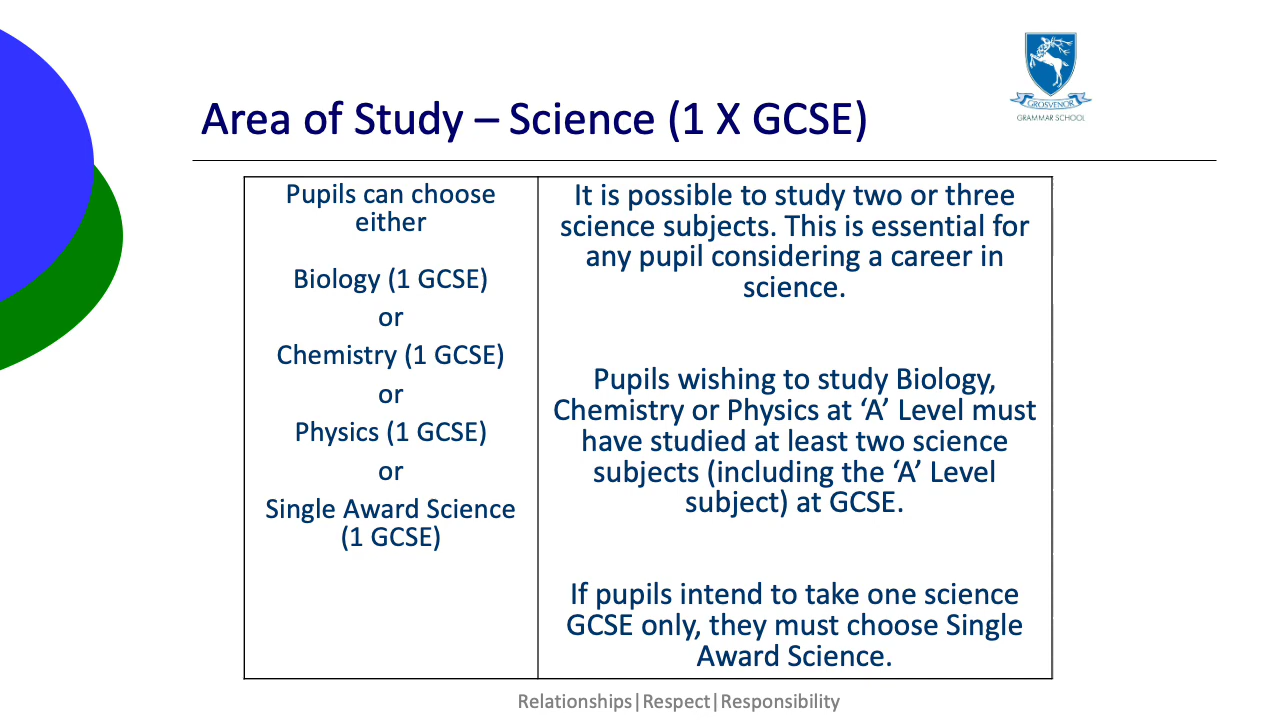 GROSVENOR
GRAMMAR SCHOOL
Area of Study – Science (1 X GCSE)
Pupils can choose
either
Biology (1 GCSE)
or
Chemistry (1 GCSE)
or
Physics (1 GCSE)
or
Single Award Science
(1 GCSE)
It is possible to study two or three
science subjects. This is essential for
any pupil considering a career in
science.
Pupils wishing to study Biology,
Chemistry or Physics at ‘A’ Level must
have studied at least two science
subjects (including the ‘A’ Level
subject) at GCSE.
If pupils intend to take one science
GCSE only, they must choose Single
Award Science.
Relationships|Respect|Responsibility